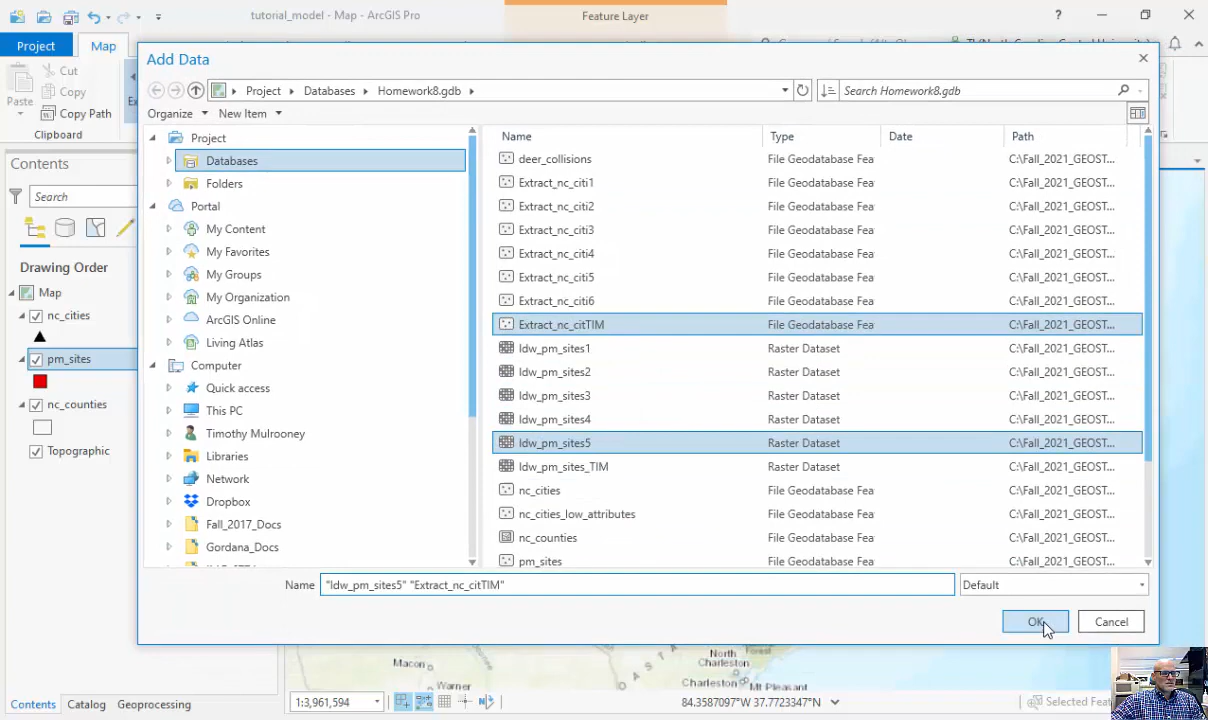 tutorial_model - Map - ArcGIS Pro
Feature Layer
?
Project
Map
Cut
Copy
Paste
Copy Path
Clipboard
Contents
Search
Drawing Order
Map
nc_cities
pm_sites
nc_counties
Topographic
Contents Catalog Geoprocessing
Add Data
Project Databases Homework8.gdb
Search Homework8.gdb
Organize New Item
Project
Databases
Folders
Portal
My Content
My Favorites
My Groups
My Organization
ArcGIS Online
Living Atlas
Computer
Quick access
This PC
Timothy Mulrooney
Libraries
Network
Dropbox
Fall_2017_Docs
Gordana_Docs
Name Type Date Path
deer_collisions File Geodatabase Fea C:\Fall_2021_GEOST...
Extract_nc_citi1 File Geodatabase Fea C:\Fall_2021_GEOST...
Extract_nc_citi2 File Geodatabase Fea C:\Fall_2021_GEOST...
Extract_nc_citi3 File Geodatabase Fea C:\Fall_2021_GEOST...
Extract_nc_citi4 File Geodatabase Fea C:\Fall_2021_GEOST...
Extract_nc_citi5 File Geodatabase Fea C:\Fall_2021_GEOST...
Extract_nc_citi6 File Geodatabase Fea C:\Fall_2021_GEOST...
Extract_nc_citTIM File Geodatabase Fea C:\Fall_2021_GEOST...
Idw_pm_sites1 Raster Dataset C:\Fall_2021_GEOST...
Idw_pm_sites2 Raster Dataset C:\Fall_2021_GEOST...
Idw_pm_sites3 Raster Dataset C:\Fall_2021_GEOST...
Idw_pm_sites4 Raster Dataset C:\Fall_2021_GEOST...
Idw_pm_sites5 Raster Dataset C:\Fall_2021_GEOST...
Idw_pm_sites_TIM Raster Dataset C:\Fall_2021_GEOST...
nc_cities File Geodatabase Fea C:\Fall_2021_GEOST...
nc_cities_low_attributes File Geodatabase Fea C:\Fall_2021_GEOST...
nc_counties File Geodatabase Fea C:\Fall_2021_GEOST...
pm_sites File Geodatabase Fea C:\Fall_2021_GEOST...
Name "Idw_pm_sites5" "Extract_nc_citTIM" Default
OK Cancel
Macon
Warner
North
Charleston
Charleston
Mt Pleasant
1:3,961,594
84.3587097°W 37.7723347°N
Selected Feat